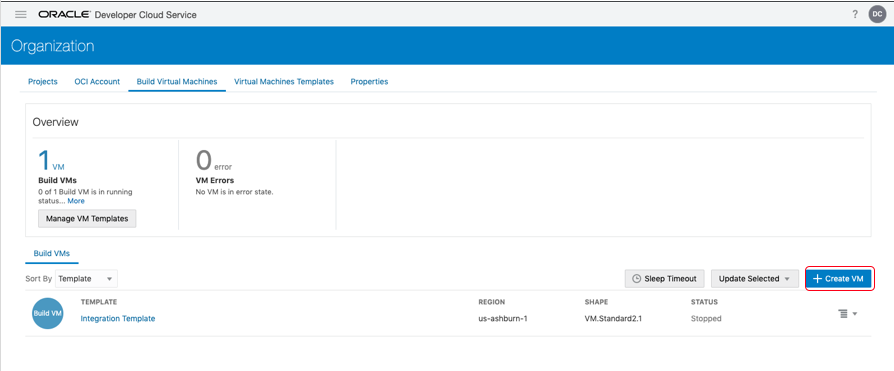 ORACLE Developer Cloud Service
? DC
Organization
Projects OCI Account Build Virtual Machines Virtual Machines Templates Properties
Overview
1 VM 0 error
Build VMs VM Errors
0 of 1 Build VM is in running No VM is in error state.
status... More
Manage VM Templates
Build VMs
Sort By Template Sleep Timeout Update Selected + Create VM
TEMPLATE REGION SHAPE STATUS
Build VM Integration Template us-ashburn-1 VM.Standard2.1 Stopped